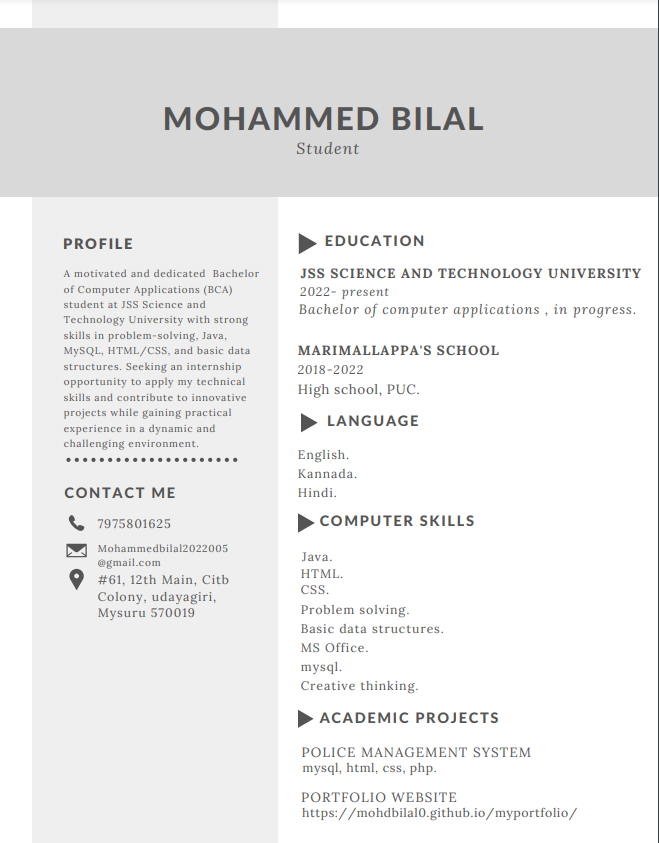 MOHAMMED BILAL
Student
PROFILE
A motivated and dedicated Bachelor
of Computer Applications (BCA)
student at JSS Science and
Technology University with strong
skills in problem-solving, Java,
MySQL, HTML/CSS, and basic data
structures. Seeking an internship
opportunity to apply my technical
skills and contribute to innovative
projects while gaining practical
experience in a dynamic and
challenging environment.
CONTACT ME
7975801625
Mohammedbilal2022005
@gmail.com
#61, 12th Main, Citb
Colony, udayagiri,
Mysuru 570019
EDUCATION
JSS SCIENCE AND TECHNOLOGY UNIVERSITY
2022- present
Bachelor of computer applications , in progress.
MARIMALLAPPA'S SCHOOL
2018-2022
High school, PUC.
LANGUAGE
English.
Kannada.
Hindi.
COMPUTER SKILLS
Java.
HTML.
CSS.
Problem solving.
Basic data structures.
MS Office.
mysql.
Creative thinking.
ACADEMIC PROJECTS
POLICE MANAGEMENT SYSTEM
mysql, html, css, php.
PORTFOLIO WEBSITE
https://mohdbilal0.github.io/myportfolio/